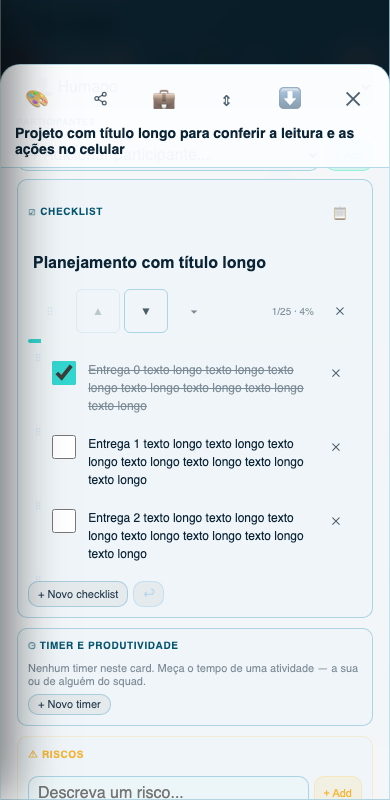 Humano
Projeto com título longo para conferir a leitura e as
ações no celular
CHECKLIST
Planejamento com título longo
1/25 · 4%
Entrega 0 texto longo texto longo texto
longo texto longo texto longo texto longo
texto longo
Entrega 1 texto longo texto longo texto
longo texto longo texto longo texto longo
texto longo
Entrega 2 texto longo texto longo texto
longo texto longo texto longo texto longo
texto longo
+ Novo checklist
TIMER E PRODUTIVIDADE
Nenhum timer neste card. Meça o tempo de uma atividade — a sua
ou de alguém do squad.
+ Novo timer
RISCOS
Descreva um risco...
+ Add